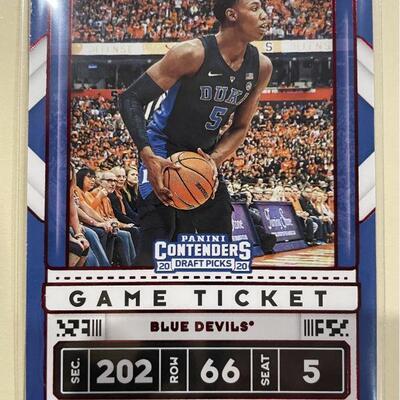 DUKE
5
PANINI
CONTENDERS
20 DRAFT PICKS 20
GAME TICKET
BLUE DEVILS®
SEC. 202 ROW 66 SEAT 5